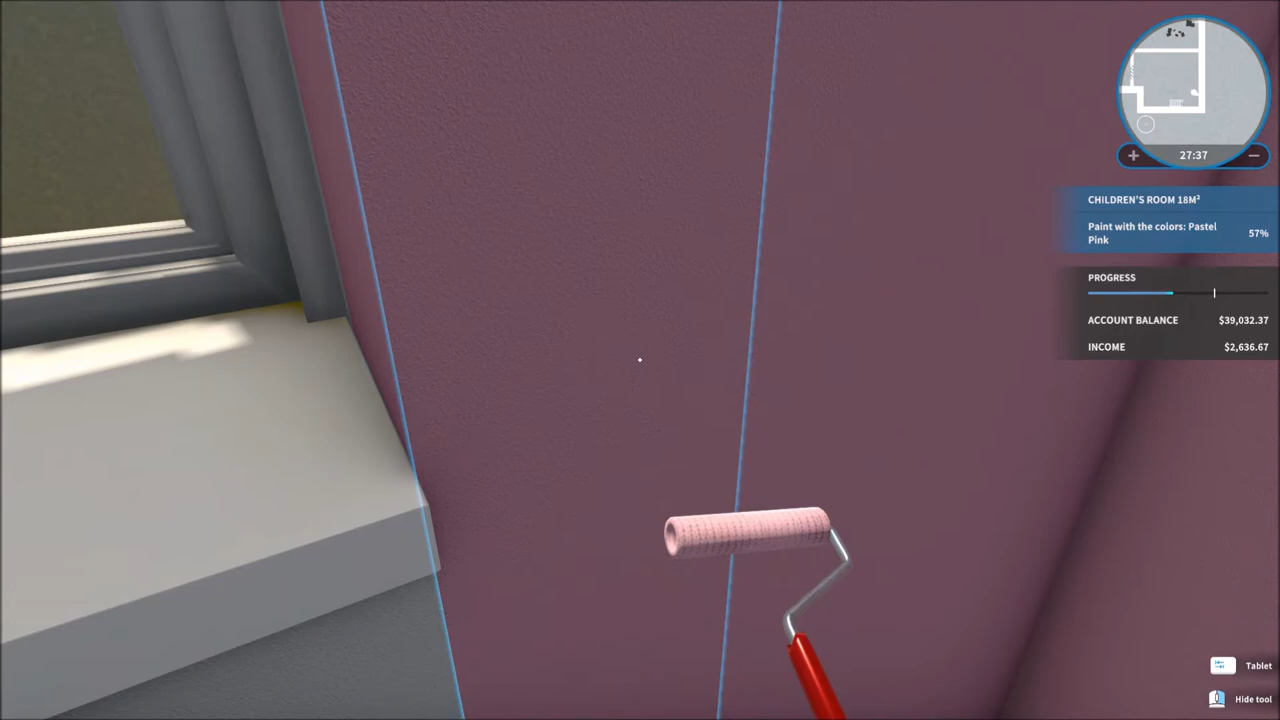 27:37
CHILDREN'S ROOM 18M²
Paint with the colors: Pastel
Pink
57%
PROGRESS
ACCOUNT BALANCE $39,032.37
INCOME $2,636.67
Tablet
Hide tool